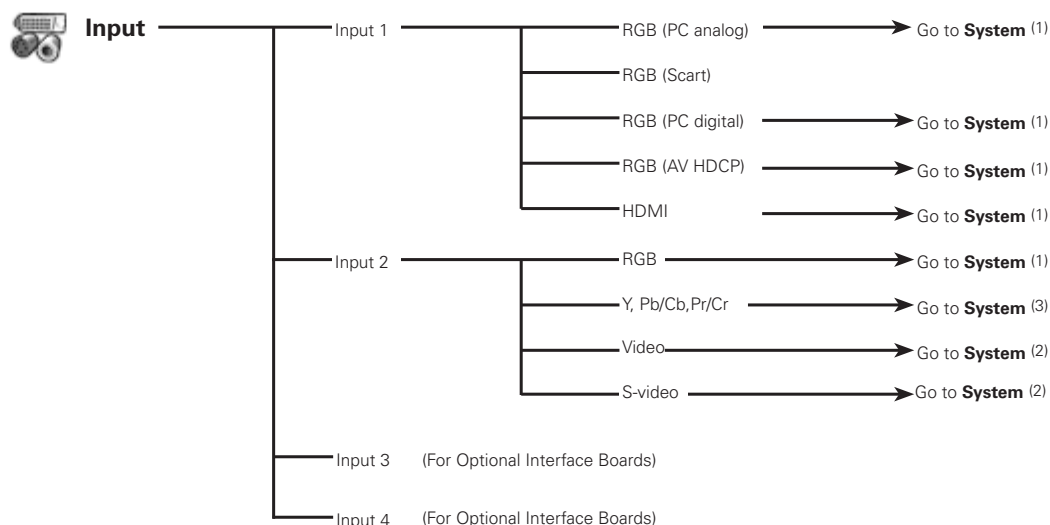 Input
Input 1
RGB (PC analog)
Go to System (1)
RGB (Scart)
RGB (PC digital)
Go to System (1)
RGB (AV HDCP)
Go to System (1)
HDMI
Go to System (1)
Input 2
RGB
Go to System (1)
Y, Pb/Cb,Pr/Cr
Go to System (3)
Video
Go to System (2)
S-video
Go to System (2)
Input 3 (For Optional Interface Boards)
Input 4 (For Optional Interface Boards)